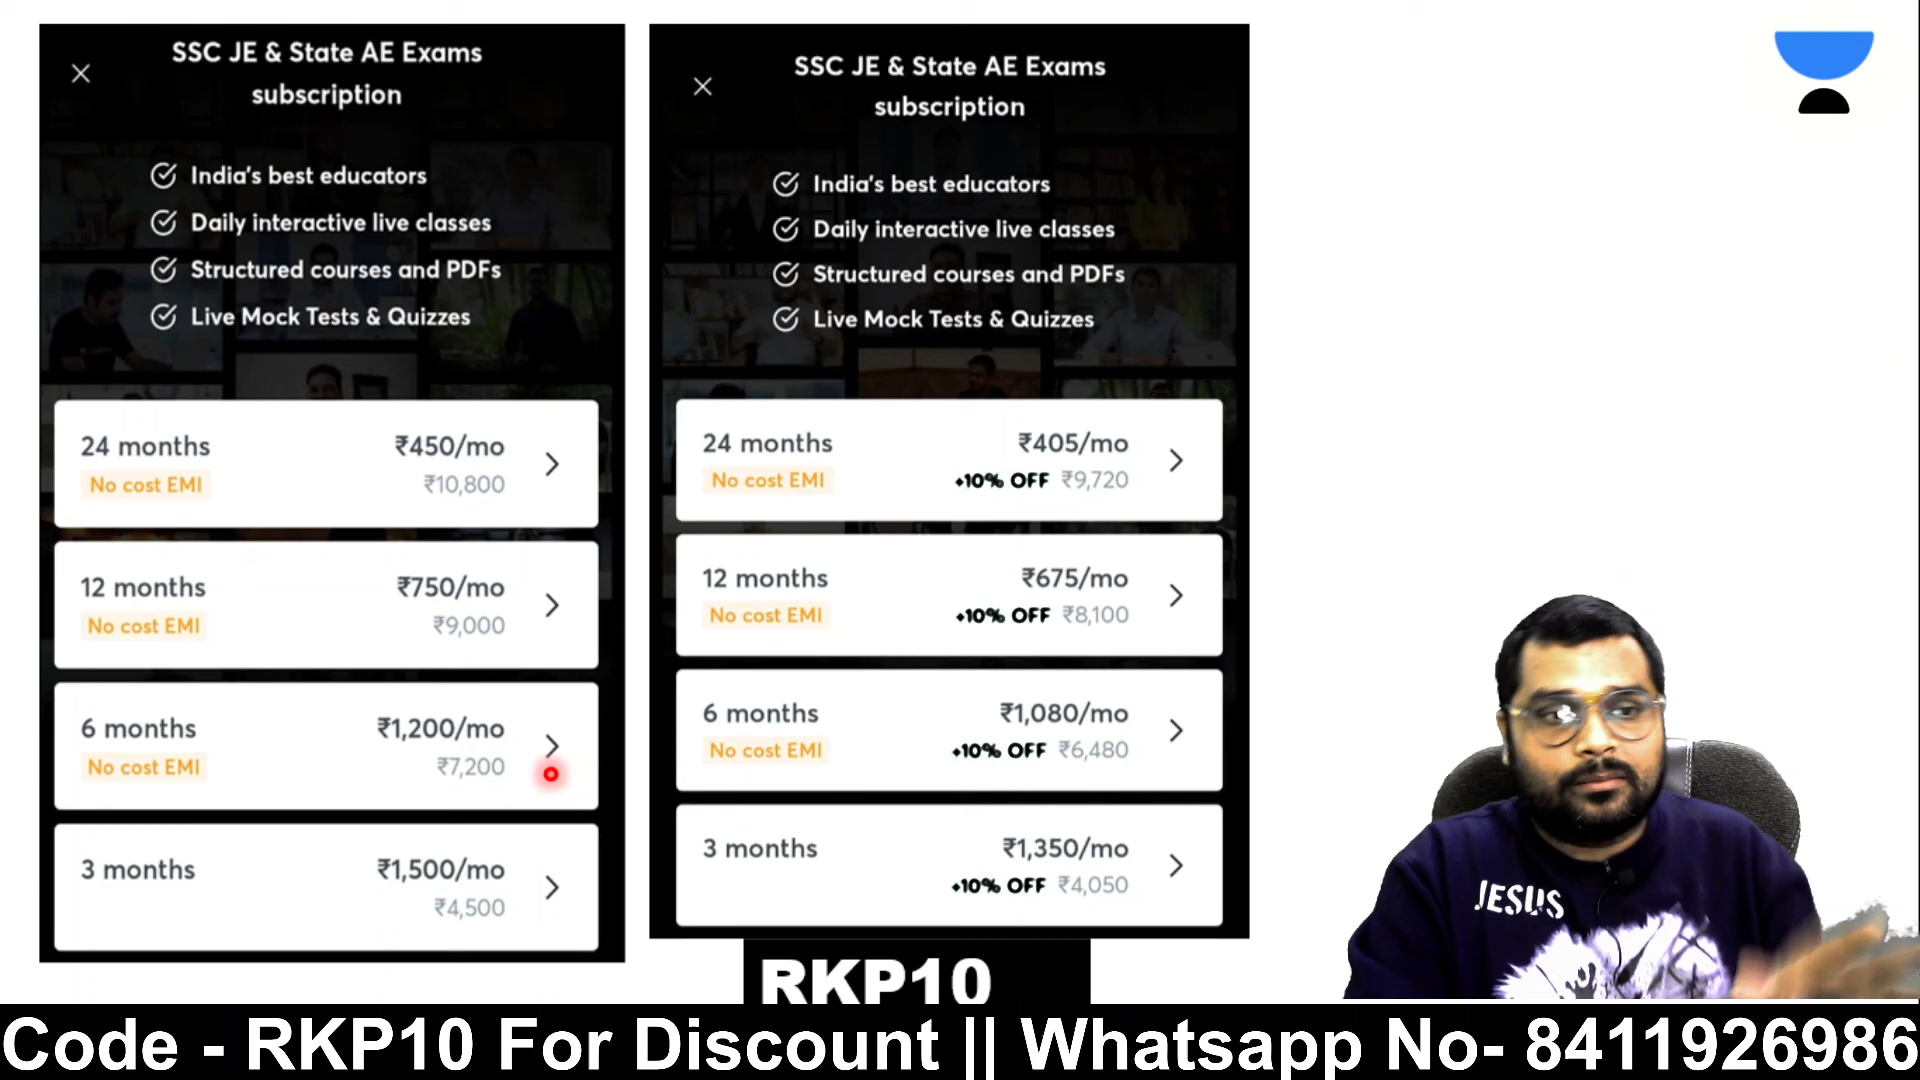 SSC JE & State AE Exams
subscription
India's best educators
Daily interactive live classes
Structured courses and PDFs
Live Mock Tests & Quizzes
24 months ₹450/mo
No cost EMI ₹10,800
12 months ₹750/mo
No cost EMI ₹9,000
6 months ₹1,200/mo
No cost EMI ₹7,200
3 months ₹1,500/mo
₹4,500
SSC JE & State AE Exams
subscription
India's best educators
Daily interactive live classes
Structured courses and PDFs
Live Mock Tests & Quizzes
24 months ₹405/mo
No cost EMI +10% OFF ₹9,720
12 months ₹675/mo
No cost EMI +10% OFF ₹8,100
6 months ₹1,080/mo
No cost EMI +10% OFF ₹6,480
3 months ₹1,350/mo
+10% OFF ₹4,050
RKP10
JESUS
Code - RKP10 For Discount || Whatsapp No- 8411926986